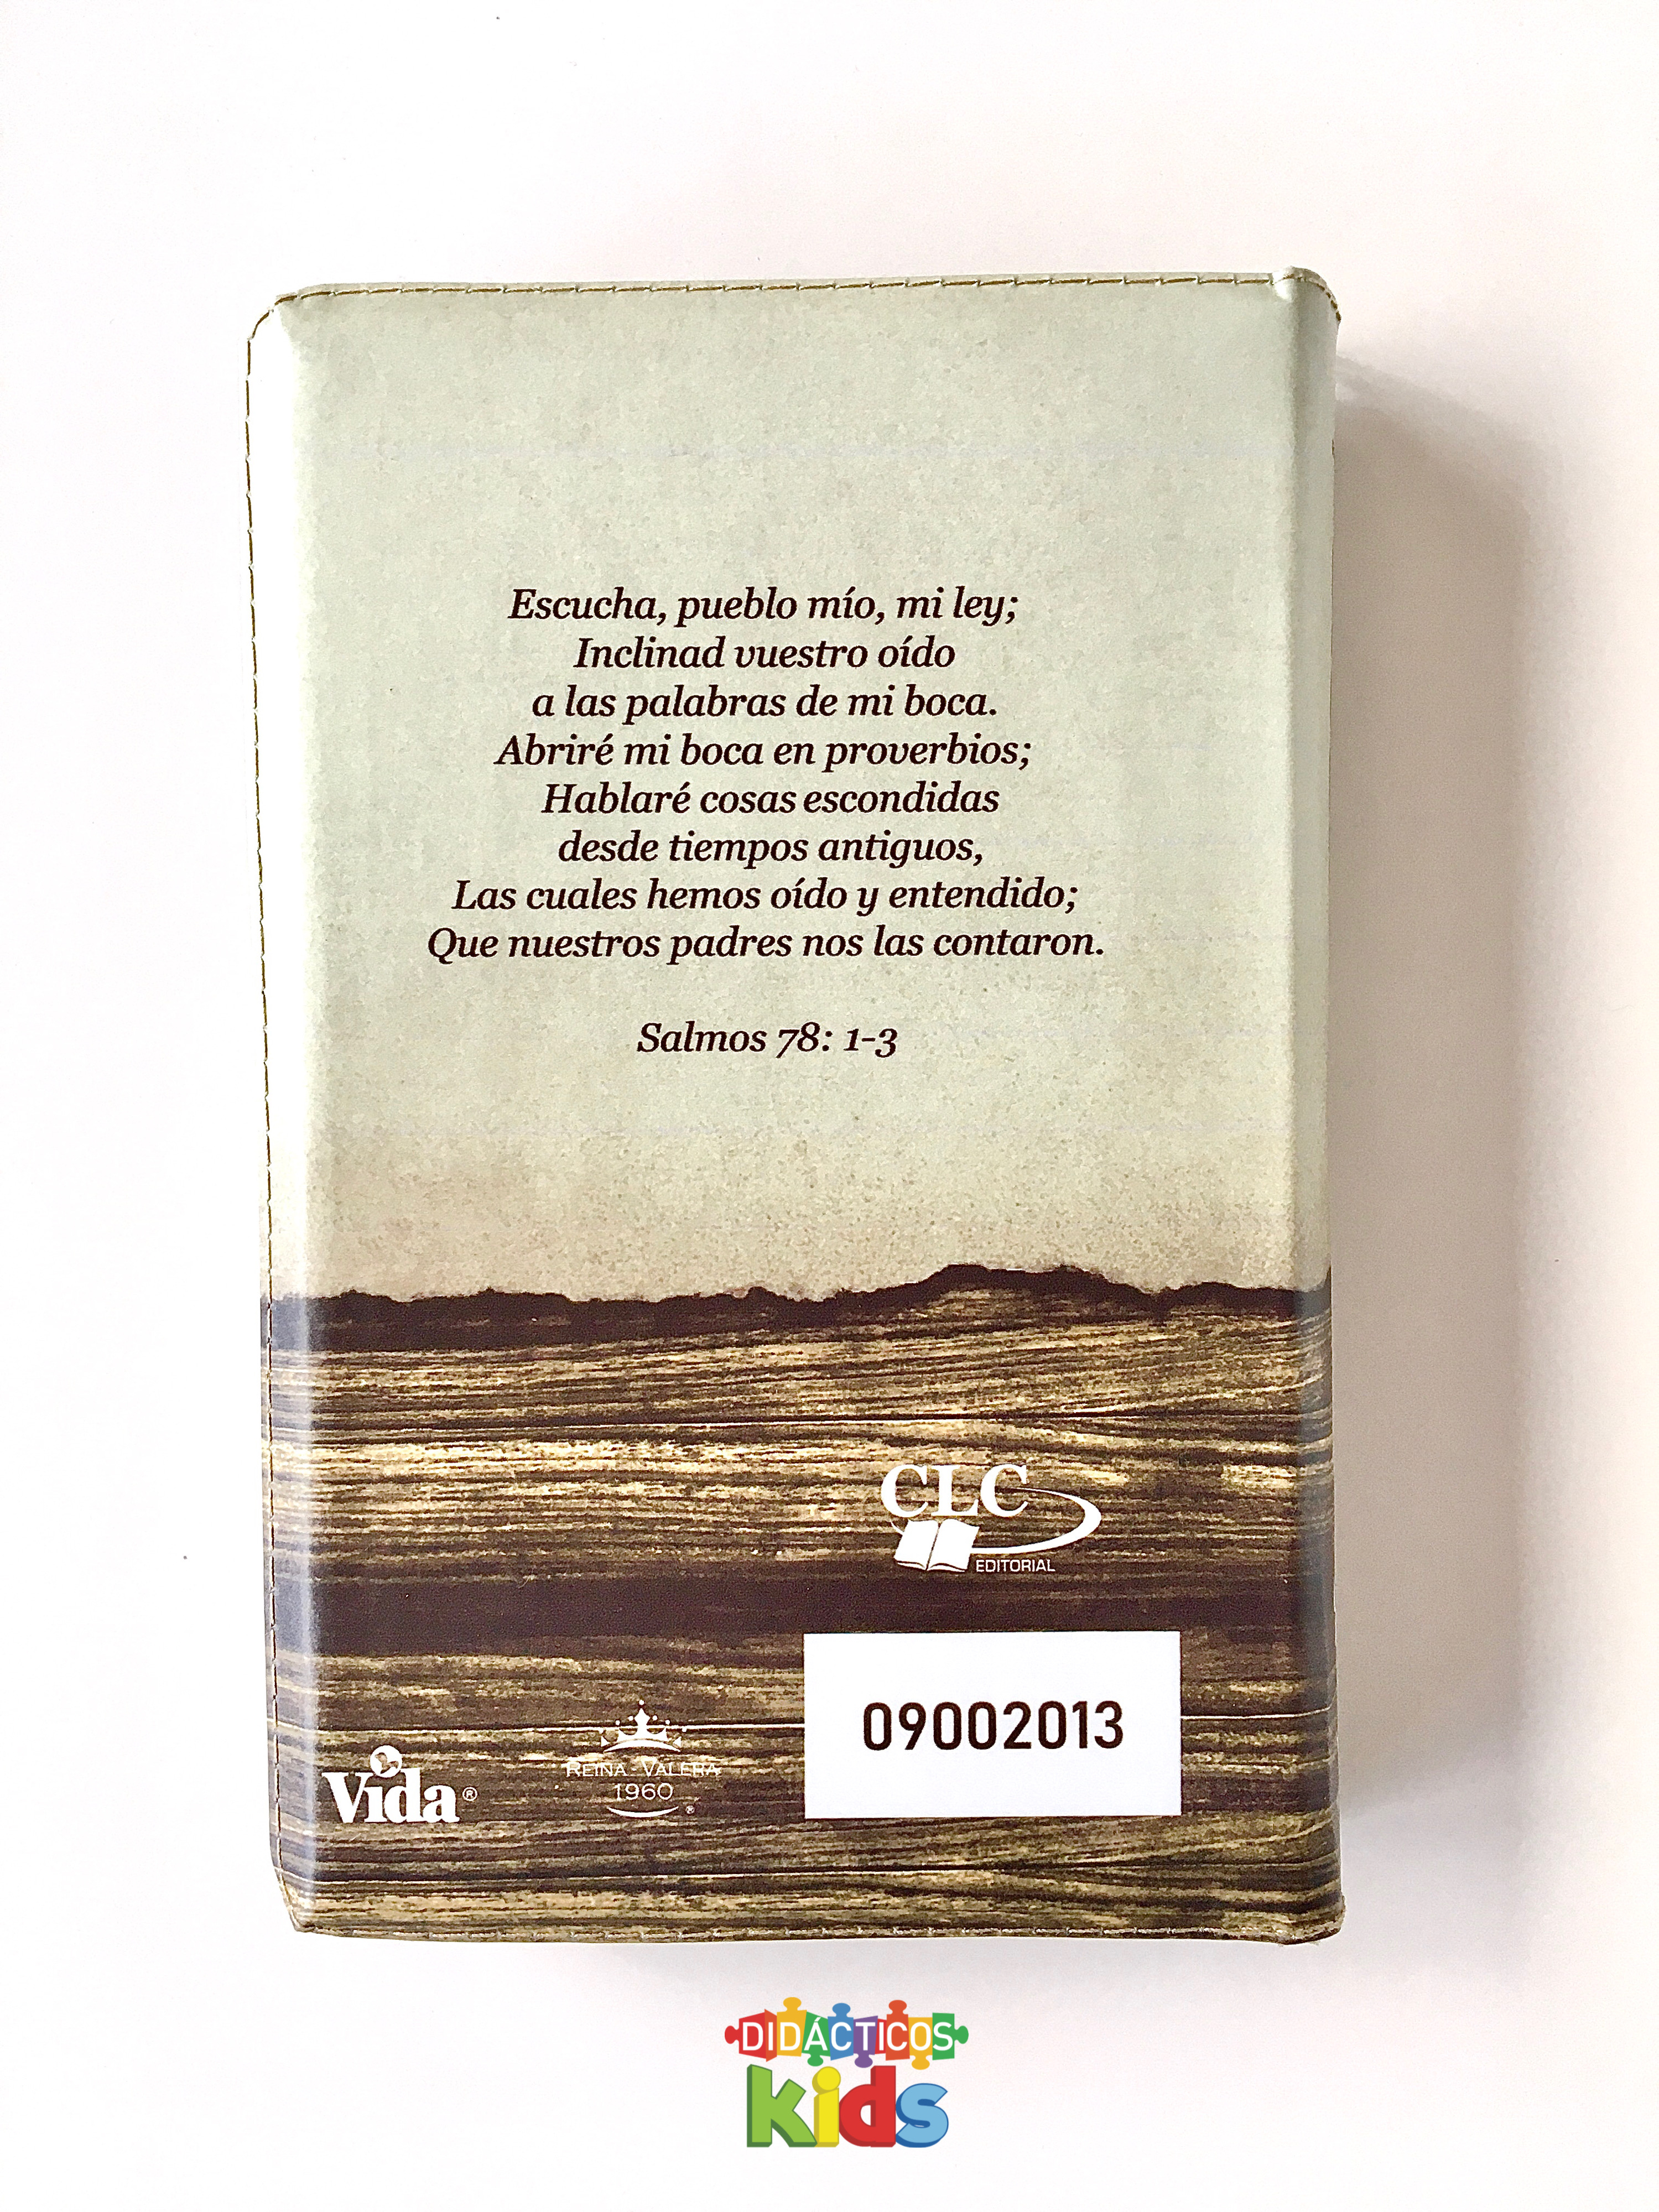 Escucha, pueblo mío, mi ley;
Inclinad vuestro oído
a las palabras de mi boca.
Abriré mi boca en proverbios;
Hablaré cosas escondidas
desde tiempos antiguos,
Las cuales hemos oído y entendido;
Que nuestros padres nos las contaron.
Salmos 78: 1-3
CLC
EDITORIAL
09002013
Vida®
REINA-VALERA
1960
®
DIDÁCTICOS
kids